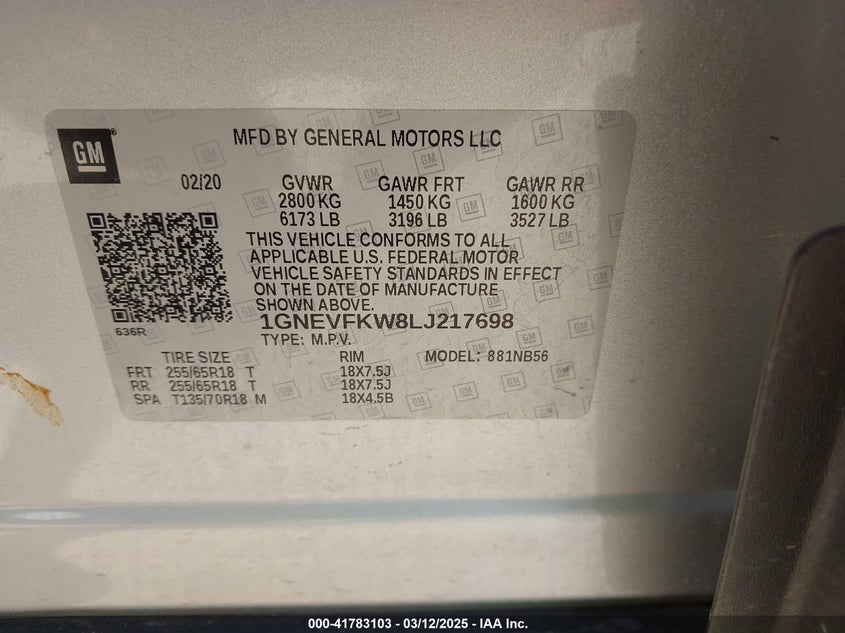 GM
MFD BY GENERAL MOTORS LLC
02/20 GVWR GAWR FRT GAWR RR
2800 KG 1450 KG 1600 KG
6173 LB 3196 LB 3527 LB
THIS VEHICLE CONFORMS TO ALL
APPLICABLE U.S. FEDERAL MOTOR
VEHICLE SAFETY STANDARDS IN EFFECT
ON THE DATE OF MANUFACTURE
SHOWN ABOVE.
636R
1GNEVFKW8LJ217698
TYPE: M.P.V.
TIRE SIZE RIM MODEL: 881NB56
FRT 255/65R18 T 18X7.5J
RR 255/65R18 T 18X7.5J
SPA T135/70R18 M 18X4.5B
000-41783103 - 03/12/2025 - IAA Inc.